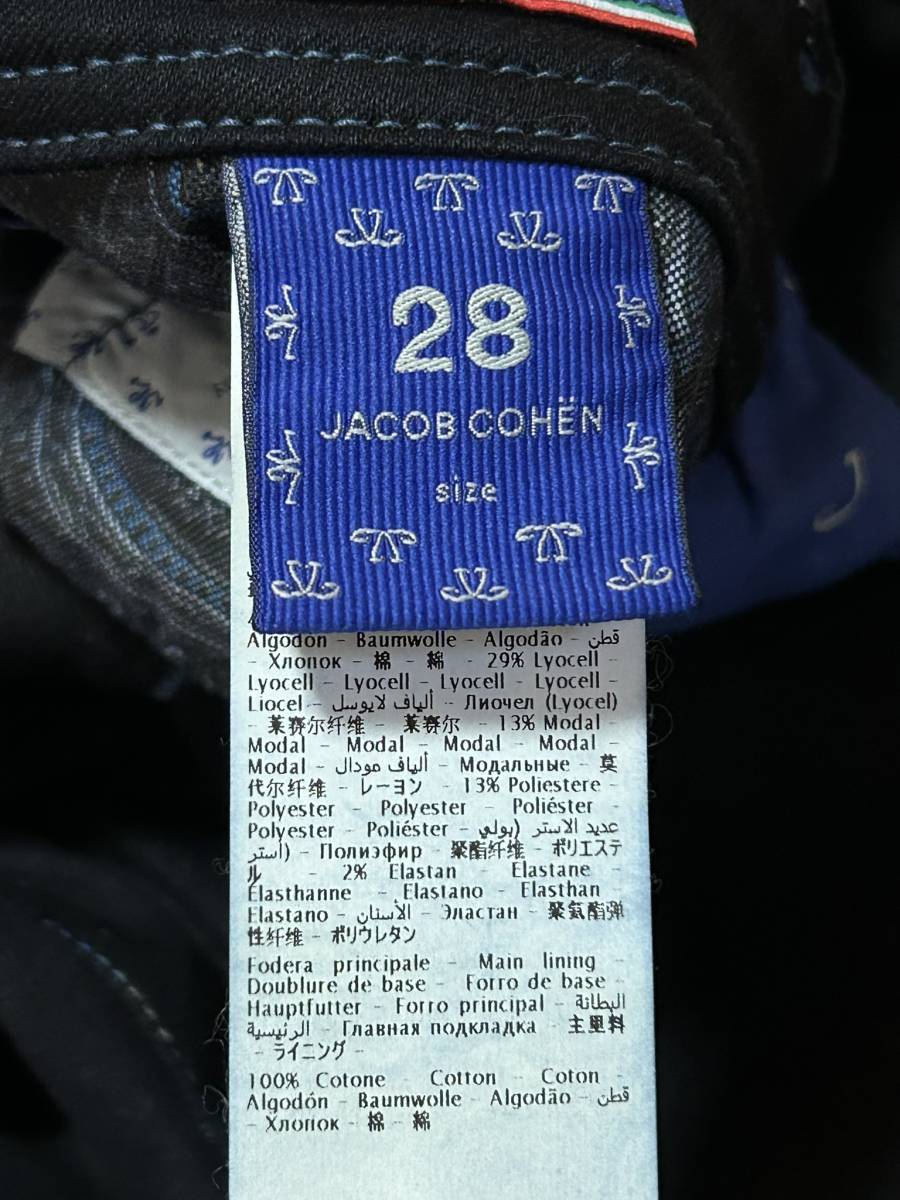 28
JACOB COHËN
size
Algodón - Baumwolle - Algodão - قطن
- Хлопок - 棉 - 綿 - 29% Lyocell -
Lyocell - Lyocell - Lyocell - Lyocell -
Liocel - ألياف لايوسل - Лиочел (Lyocel)
- 莱赛尔纤维 - 莱赛尔 - 13% Modal -
Modal - Modal - Modal - Modal -
Modal - ألياف مودال - Модальные - 莫
代尔纤维 - レーヨン - 13% Poliestere -
Polyester - Polyester - Poliéster -
Polyester - Poliéster - عديد الاستر (بولي
أستر) - Полиэфир - 聚酯纤维 - ポリエステ
ル - 2% Elastan - Elastane -
Élasthanne - Elastano - Elasthan -
Elastano - الأستان - Эластан - 聚氨酯弹
性纤维 - ポリウレタン
Fodera principale - Main lining -
Doublure de base - Forro de base -
Hauptfutter - Forro principal - البطانة
الرئيسية - Главная подкладка - 主里料
- ライニング -
100% Cotone - Cotton - Coton -
Algodón - Baumwolle - Algodão - قطن
- Хлопок - 棉 - 綿